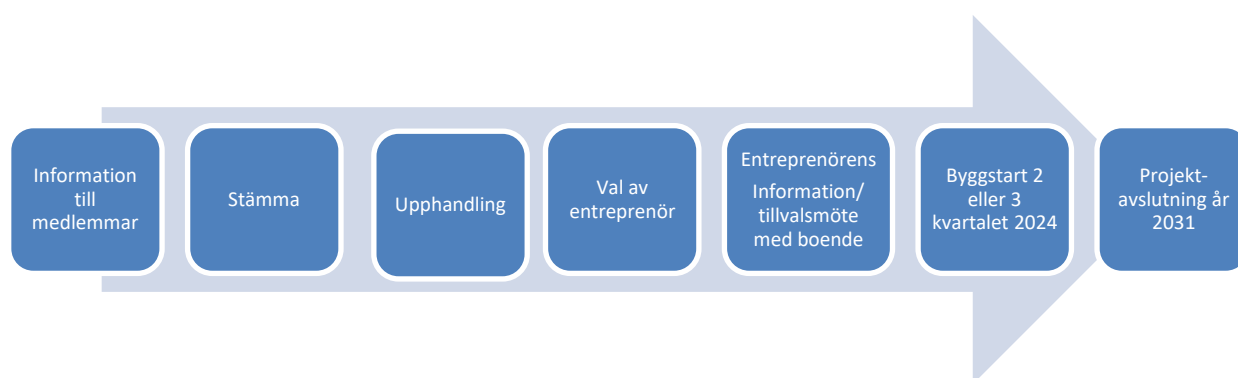 Information
till
medlemmar
Stämma
Upphandling
Val av
entreprenör
Entreprenörens
Information/
tillvalsmöte
med boende
Byggstart 2
eller 3
kvartalet 2024
Projekt-
avslutning år
2031